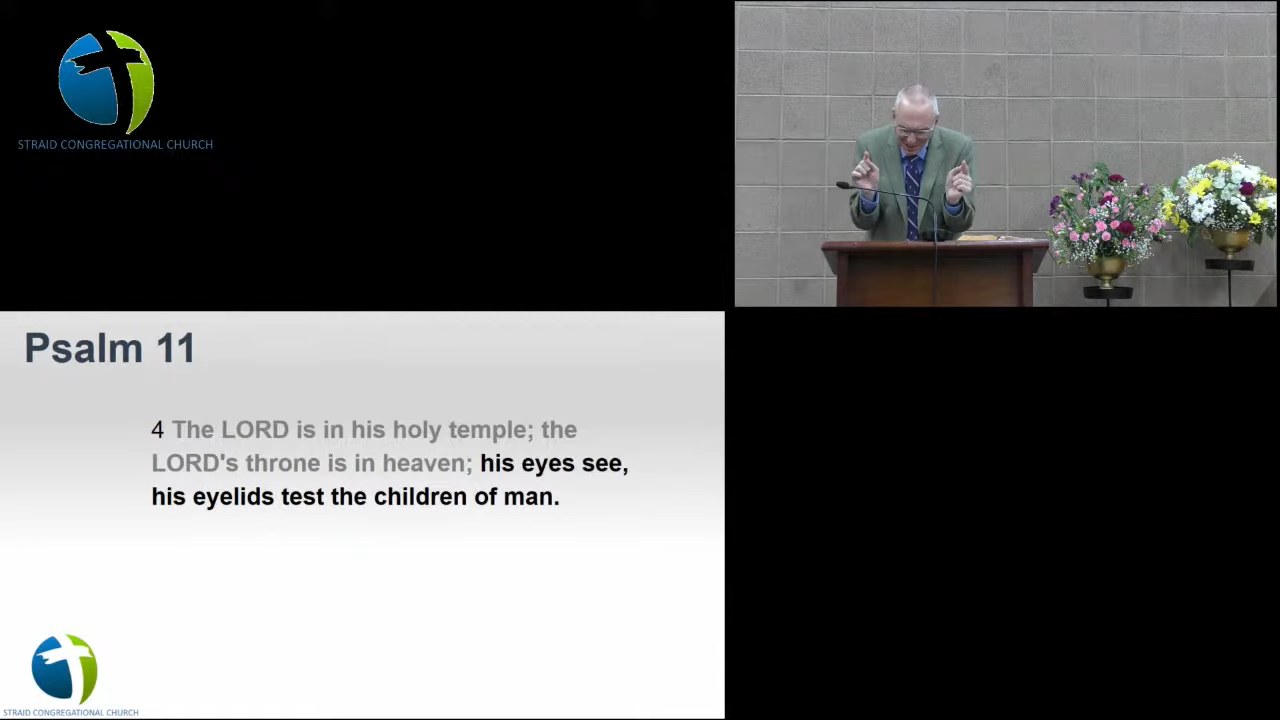 STRAID CONGREGATIONAL CHURCH
Psalm 11
4 The LORD is in his holy temple; the
LORD's throne is in heaven; his eyes see,
his eyelids test the children of man.
STRAID CONGREGATIONAL CHURCH